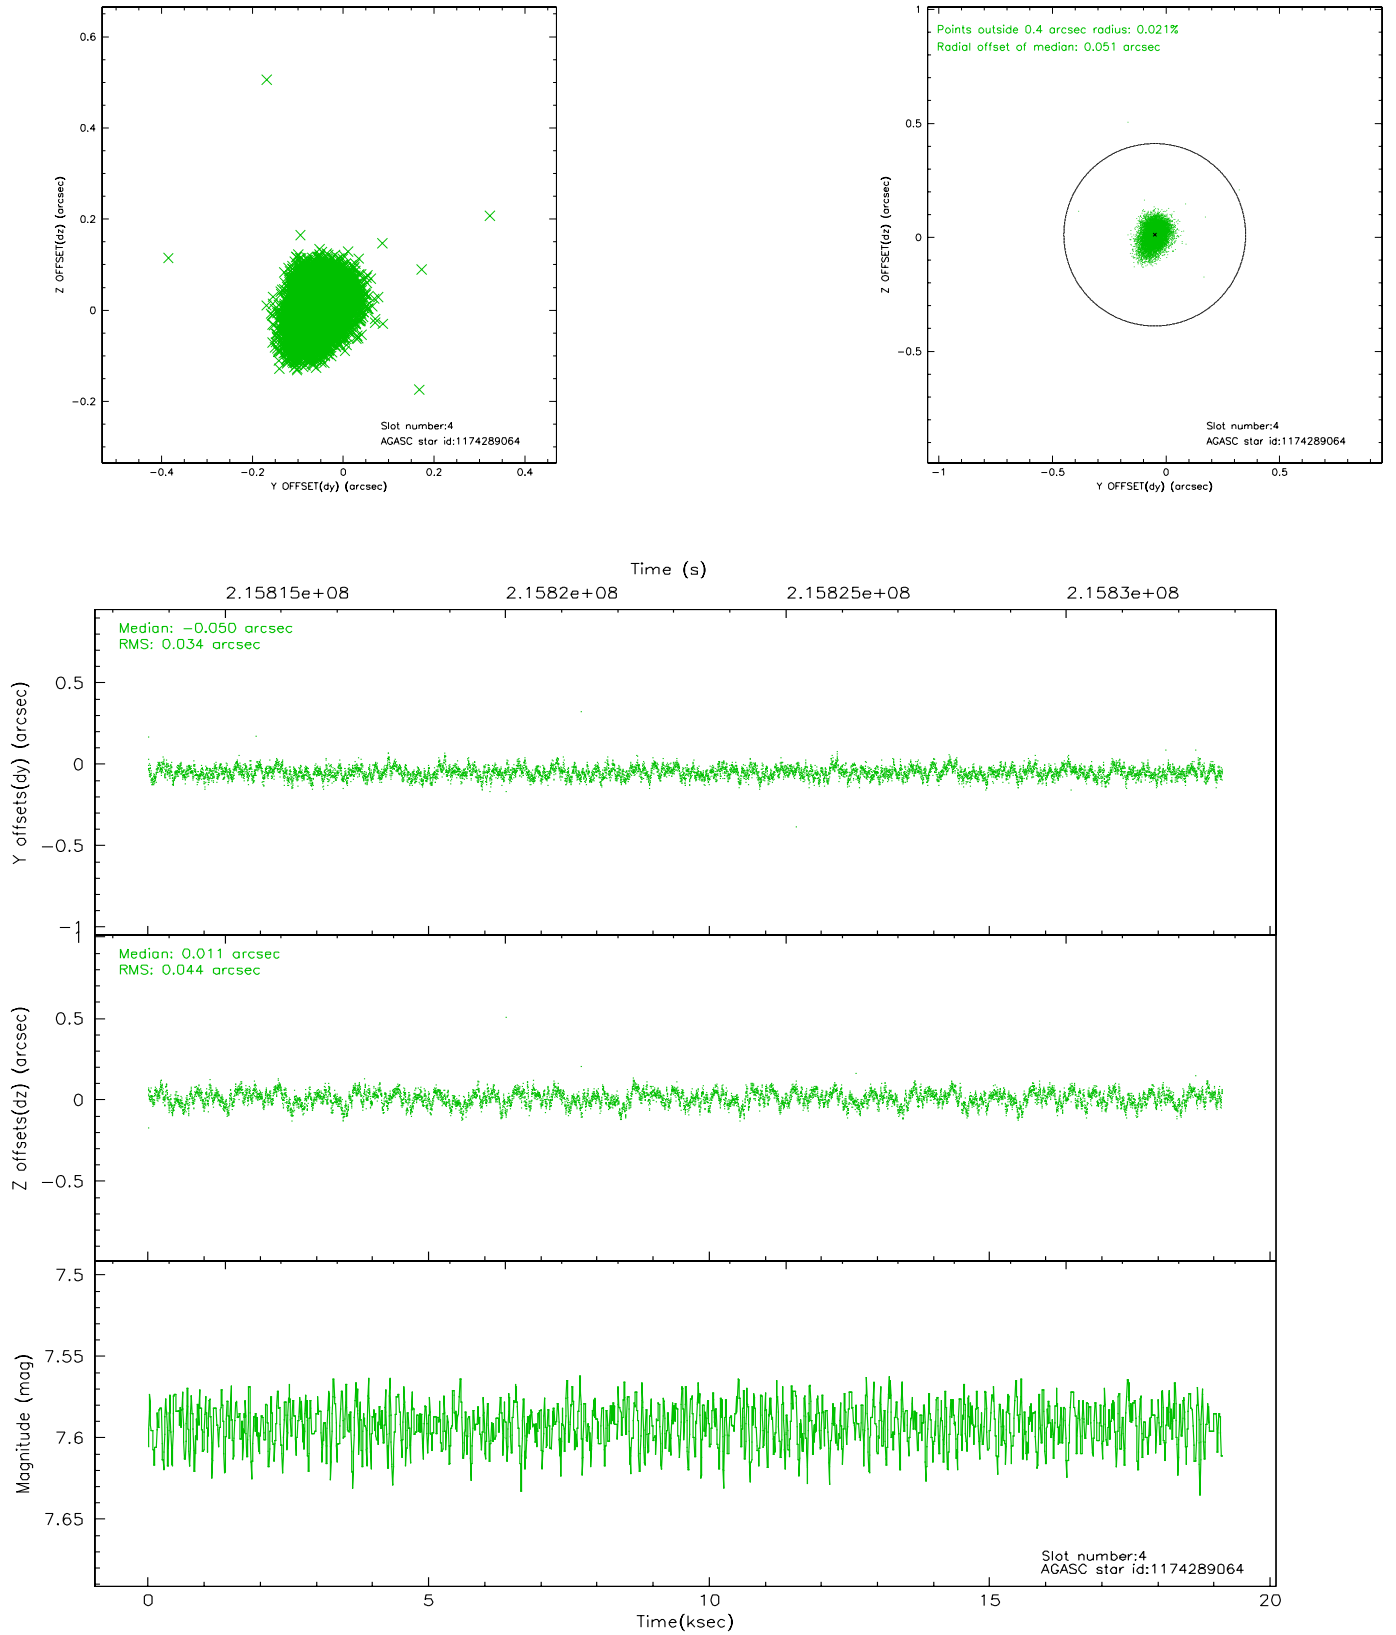 0.6
0.4
0.2
0
−0.2
Z OFFSET(dz) (arcsec)
Slot number:4
AGASC star id:1174289064
−0.4 −0.2 0 0.2 0.4
Y OFFSET(dy) (arcsec)
Points outside 0.4 arcsec radius: 0.021%
Radial offset of median: 0.051 arcsec
1
0.5
0
−0.5
Z OFFSET(dz) (arcsec)
Slot number:4
AGASC star id:1174289064
−1 −0.5 0 0.5
Y OFFSET(dy) (arcsec)
Time (s)
2.15815e+08 2.1582e+08 2.15825e+08 2.1583e+08
Median: −0.050 arcsec
RMS: 0.034 arcsec
0.5
0
−0.5
−1
Y offsets(dy) (arcsec)
Median: 0.011 arcsec
RMS: 0.044 arcsec
1
0.5
0
−0.5
Z offsets(dz) (arcsec)
7.5
7.55
7.6
7.65
Magnitude (mag)
Slot number:4
AGASC star id:1174289064
0 5 10 15 20
Time(ksec)